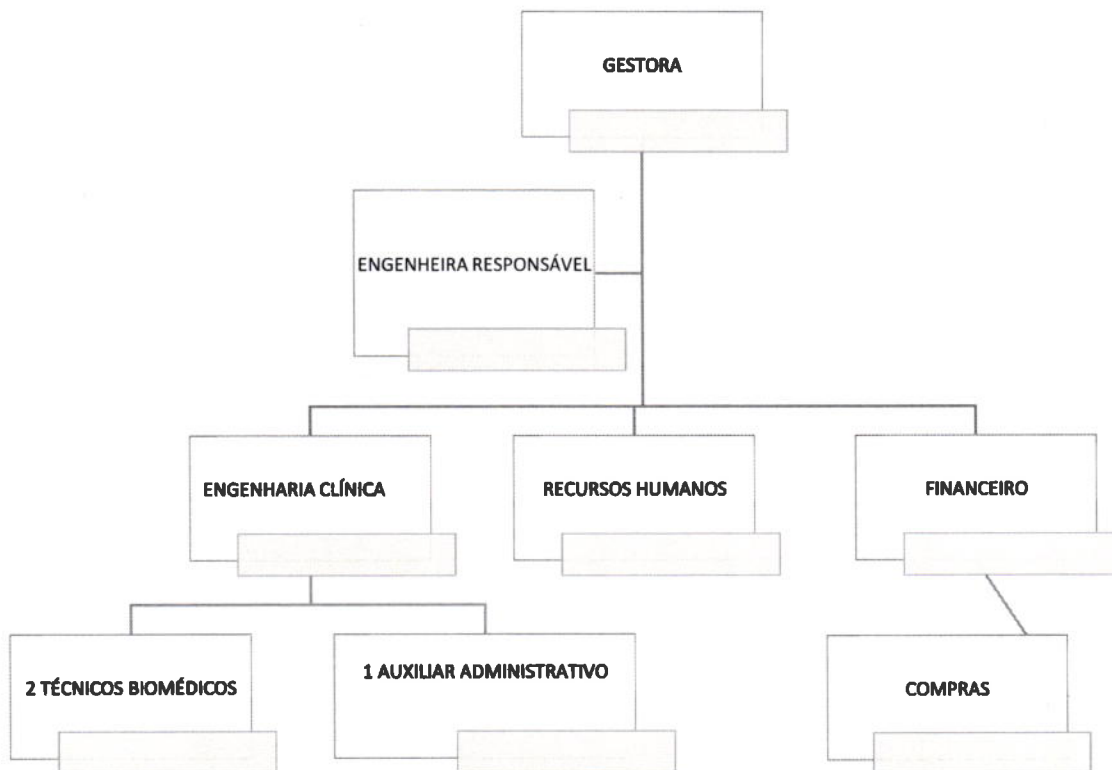 GESTORA
ENGENHEIRA RESPONSÁVEL
ENGENHARIA CLÍNICA
RECURSOS HUMANOS
FINANCEIRO
2 TÉCNICOS BIOMÉDICOS
1 AUXILIAR ADMINISTRATIVO
COMPRAS